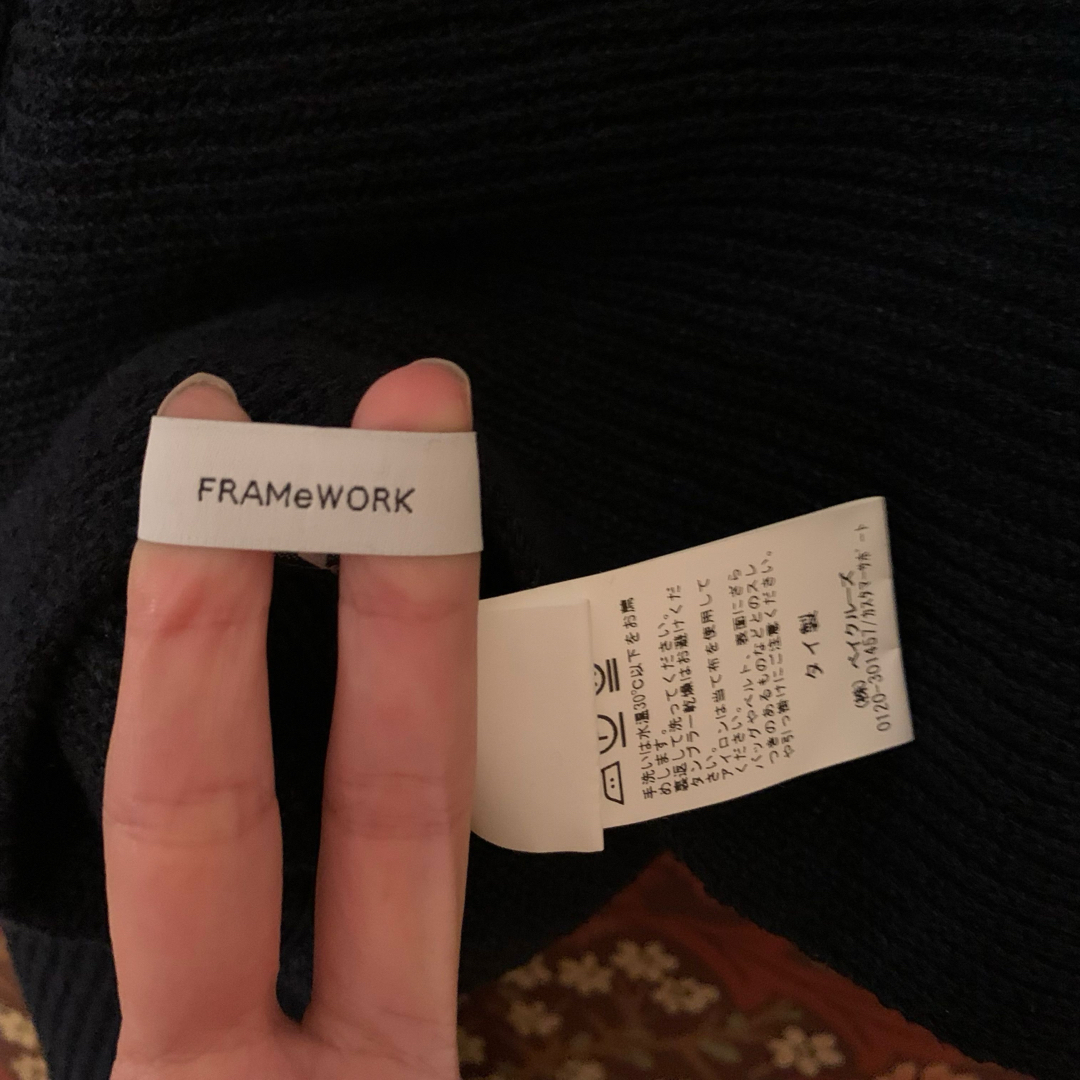 FRAMeWORK
手洗いは水温30℃以下をお薦
めします。
裏返して洗ってください。
タンブラー乾燥はお避けくだ
さい。
アイロンは当て布を使用して
ください。
バッグやベルト、表面にざら
つきのあるものなどとのスレ
や引っ掛けにご注意ください。
タイ製
(株) ベイクルーズ
0120-301457/カスタマーサポート